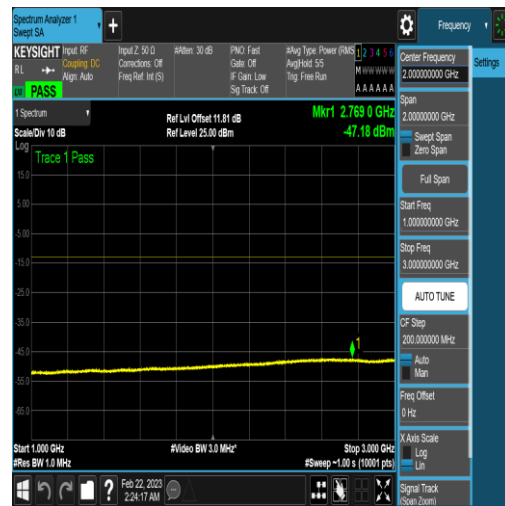 Spectrum Analyzer 1
Swept SA
Frequency
KEYSIGHT
Input: RF
Input Z: 50 Ω
#Atten: 30 dB
PNO: Fast
#Avg Type: Power (RMS
1 2 3 4 5 6
RL
Coupling: DC
Corrections: Off
Gate: Off
Avg|Hold: 5/5
M W W W W W
Align: Auto
Freq Ref: Int (S)
IF Gain: Low
Trig: Free Run
Sig Track: Off
A A A A A A
LXI
PASS
1 Spectrum
Ref Lvl Offset 11.81 dB
Mkr1 2.769 0 GHz
Scale/Div 10 dB
Ref Level 25.00 dBm
-47.18 dBm
Log
Trace 1 Pass
15.0
5.00
-5.00
-15.0
-25.0
-35.0
-45.0
-55.0
-65.0
1
Start 1.000 GHz
#Video BW 3.0 MHz*
Stop 3.000 GHz
#Res BW 1.0 MHz
#Sweep ~1.00 s (10001 pts)
Feb 22, 2023
2:24:17 AM
Center Frequency
2.000000000 GHz
Settings
Span
2.00000000 GHz
Swept Span
Zero Span
Full Span
Start Freq
1.000000000 GHz
Stop Freq
3.000000000 GHz
AUTO TUNE
CF Step
200.000000 MHz
Auto
Man
Freq Offset
0 Hz
X Axis Scale
Log
Lin
Signal Track
(Span Zoom)